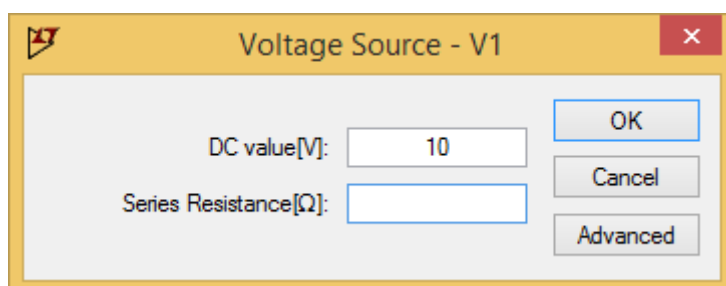 Voltage Source - V1
DC value[V]: 10
OK
Series Resistance[Ω]:
Cancel
Advanced